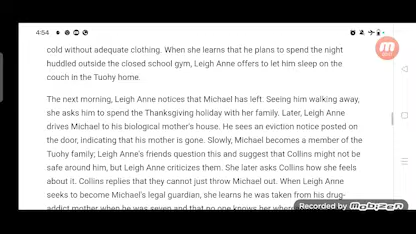 4:54
00:07
cold without adequate clothing. When she learns that he plans to spend the night
huddled outside the closed school gym, Leigh Anne offers to let him sleep on the
couch in the Tuohy home.
The next morning, Leigh Anne notices that Michael has left. Seeing him walking away,
she asks him to spend the Thanksgiving holiday with her family. Later, Leigh Anne
drives Michael to his biological mother's house. He sees an eviction notice posted on
the door, indicating that his mother is gone. Slowly, Michael becomes a member of the
Tuohy family; Leigh Anne's friends question this and suggest that Collins might not be
safe around him, but Leigh Anne criticizes them. She later asks Collins how she feels
about it. Collins replies that they cannot just throw Michael out. When Leigh Anne
seeks to become Michael's legal guardian, she learns he was taken from his drug-
addict mother when he was seven and that no one knows her where
Recorded by Mobizen